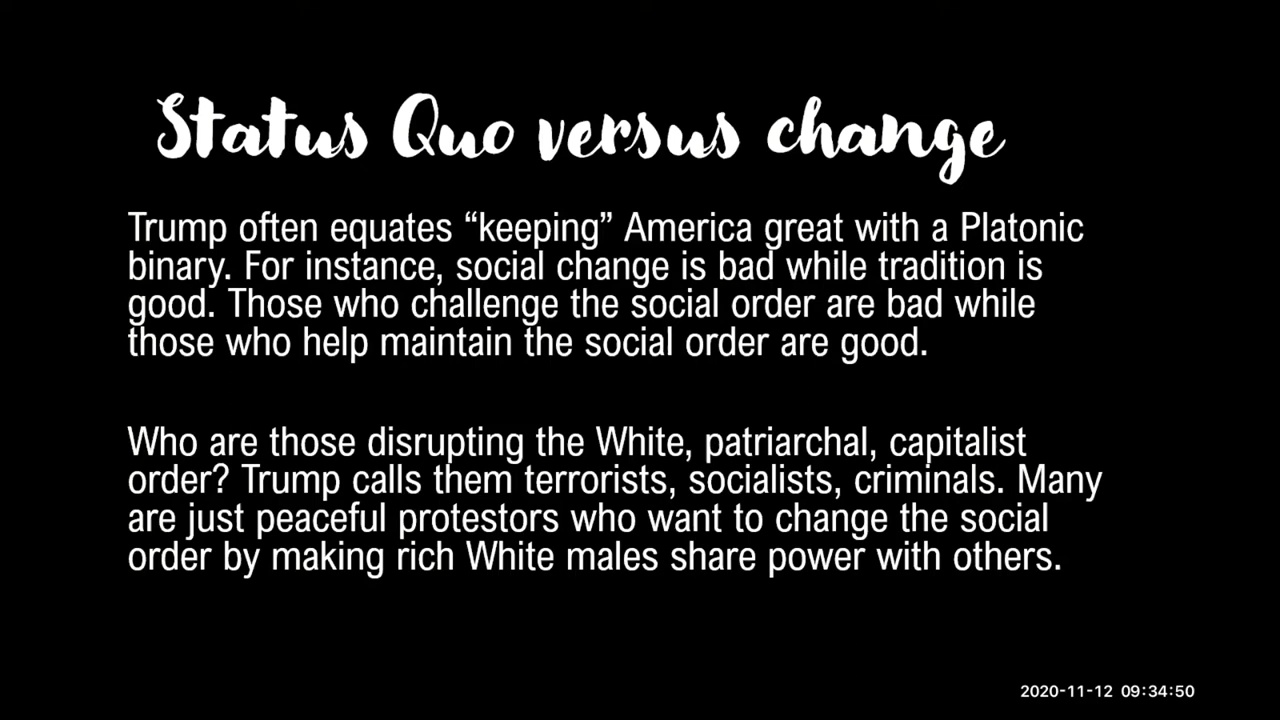 Status Quo versus change
Trump often equates “keeping” America great with a Platonic
binary. For instance, social change is bad while tradition is
good. Those who challenge the social order are bad while
those who help maintain the social order are good.
Who are those disrupting the White, patriarchal, capitalist
order? Trump calls them terrorists, socialists, criminals. Many
are just peaceful protestors who want to change the social
order by making rich White males share power with others.
2020-11-12 09:34:50